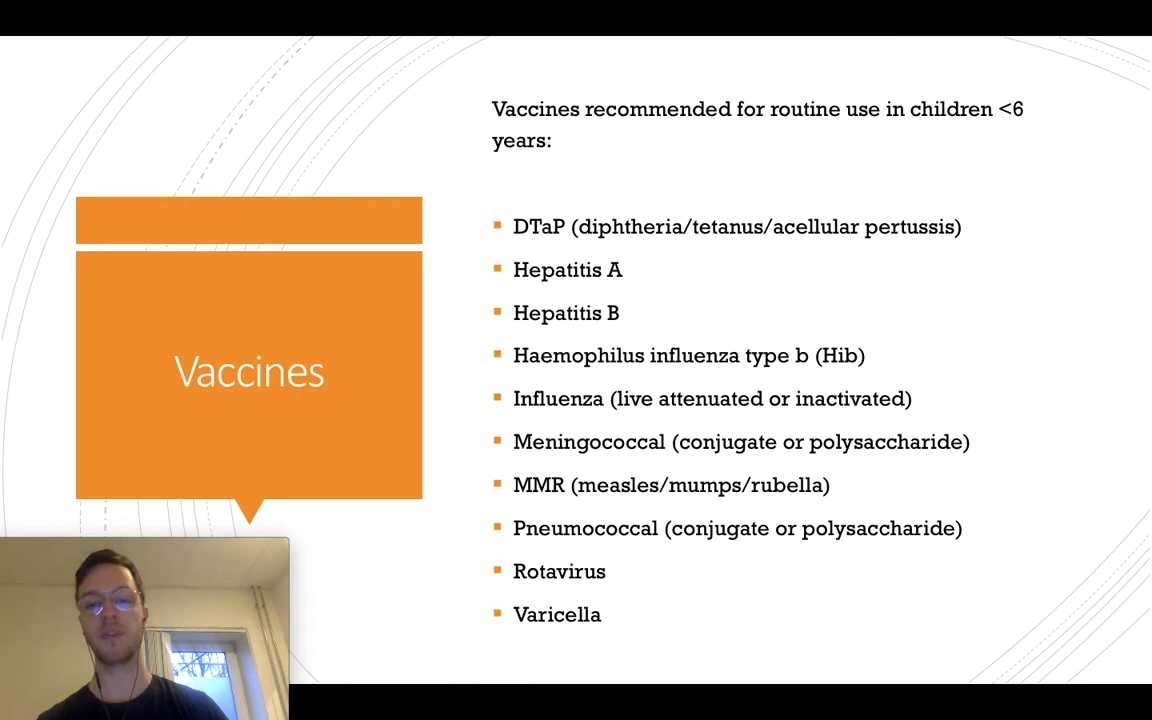 Vaccines recommended for routine use in children <6
years:
Vaccines
▪ DTaP (diphtheria/tetanus/acellular pertussis)
▪ Hepatitis A
▪ Hepatitis B
▪ Haemophilus influenza type b (Hib)
▪ Influenza (live attenuated or inactivated)
▪ Meningococcal (conjugate or polysaccharide)
▪ MMR (measles/mumps/rubella)
▪ Pneumococcal (conjugate or polysaccharide)
▪ Rotavirus
▪ Varicella